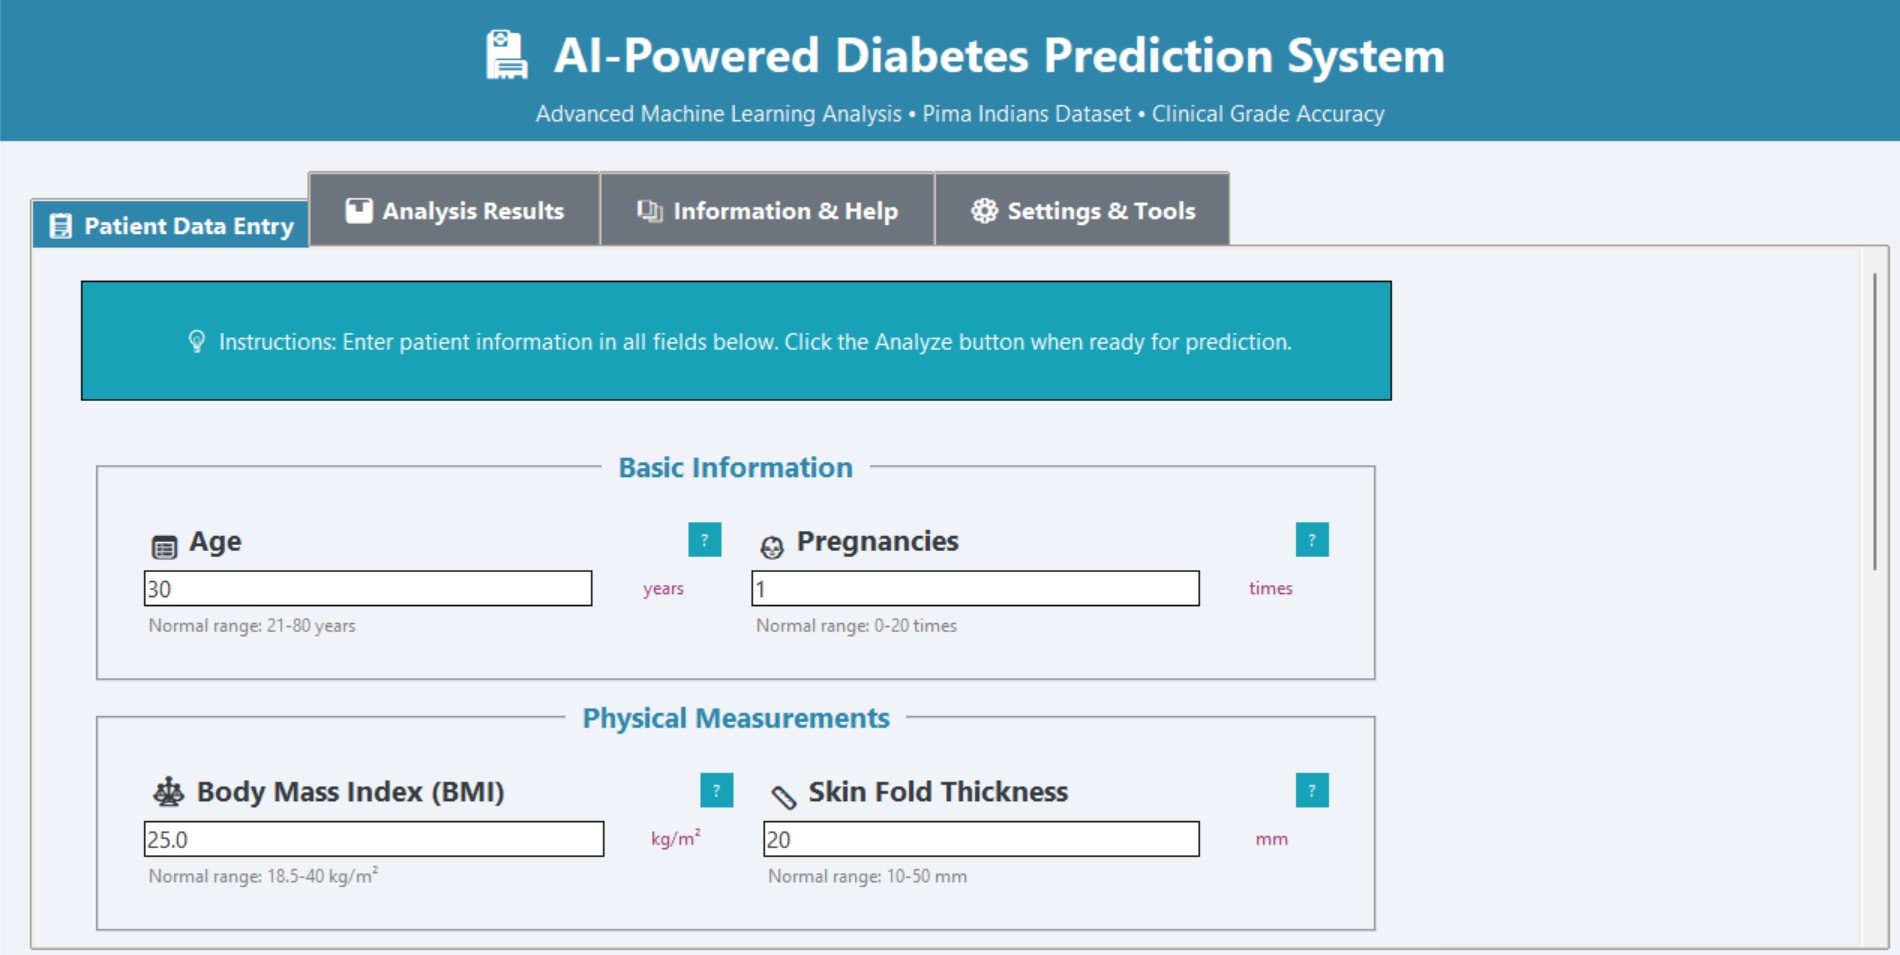 AI-Powered Diabetes Prediction System
Advanced Machine Learning Analysis • Pima Indians Dataset • Clinical Grade Accuracy
Patient Data Entry
Analysis Results
Information & Help
Settings & Tools
Instructions: Enter patient information in all fields below. Click the Analyze button when ready for prediction.
Basic Information
Age ?
30 years
Normal range: 21-80 years
Pregnancies ?
1 times
Normal range: 0-20 times
Physical Measurements
Body Mass Index (BMI) ?
25.0 kg/m²
Normal range: 18.5-40 kg/m²
Skin Fold Thickness ?
20 mm
Normal range: 10-50 mm